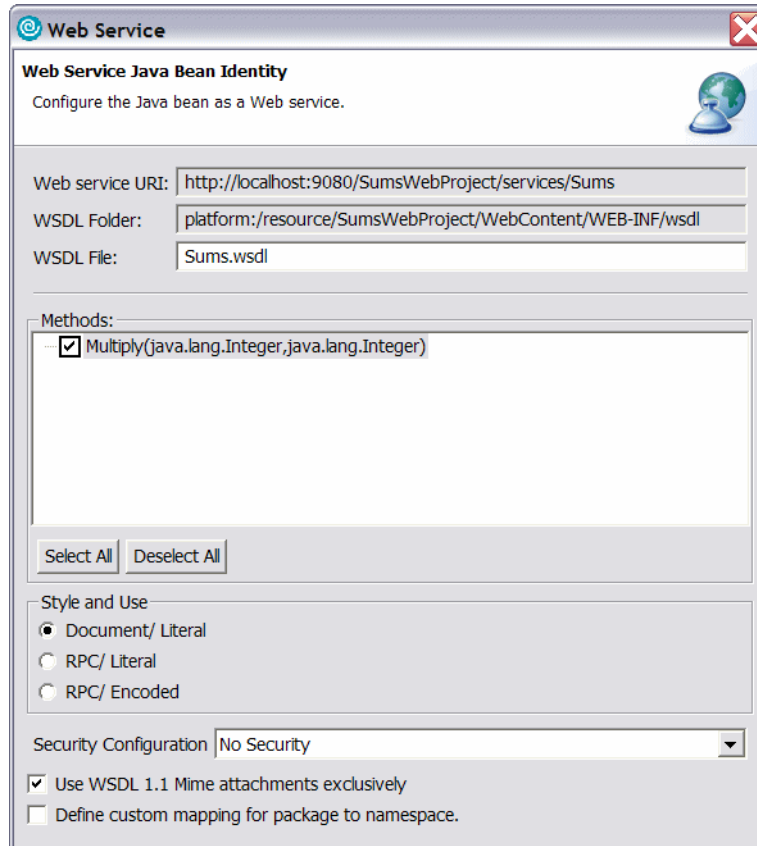 Web Service
Web Service Java Bean Identity
Configure the Java bean as a Web service.
Web service URI: http://localhost:9080/SumsWebProject/services/Sums
WSDL Folder: platform:/resource/SumsWebProject/WebContent/WEB-INF/wsdl
WSDL File: Sums.wsdl
Methods:
Multiply(java.lang.Integer,java.lang.Integer)
Select All Deselect All
Style and Use
Document/ Literal
RPC/ Literal
RPC/ Encoded
Security Configuration No Security
Use WSDL 1.1 Mime attachments exclusively
Define custom mapping for package to namespace.